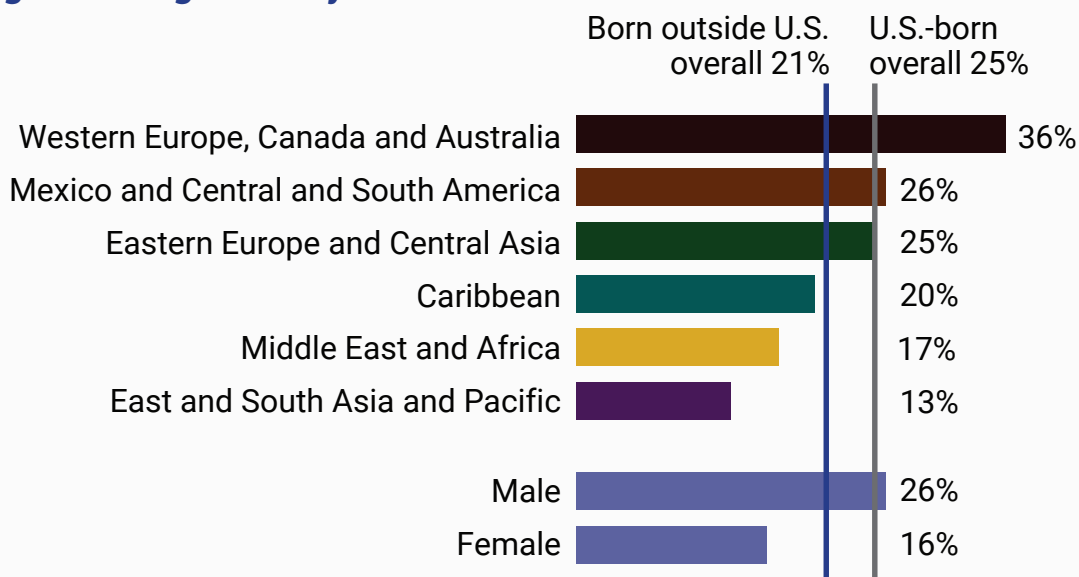 Born outside U.S.
overall 21%
U.S.-born
overall 25%
Western Europe, Canada and Australia 36%
Mexico and Central and South America 26%
Eastern Europe and Central Asia 25%
Caribbean 20%
Middle East and Africa 17%
East and South Asia and Pacific 13%
Male 26%
Female 16%